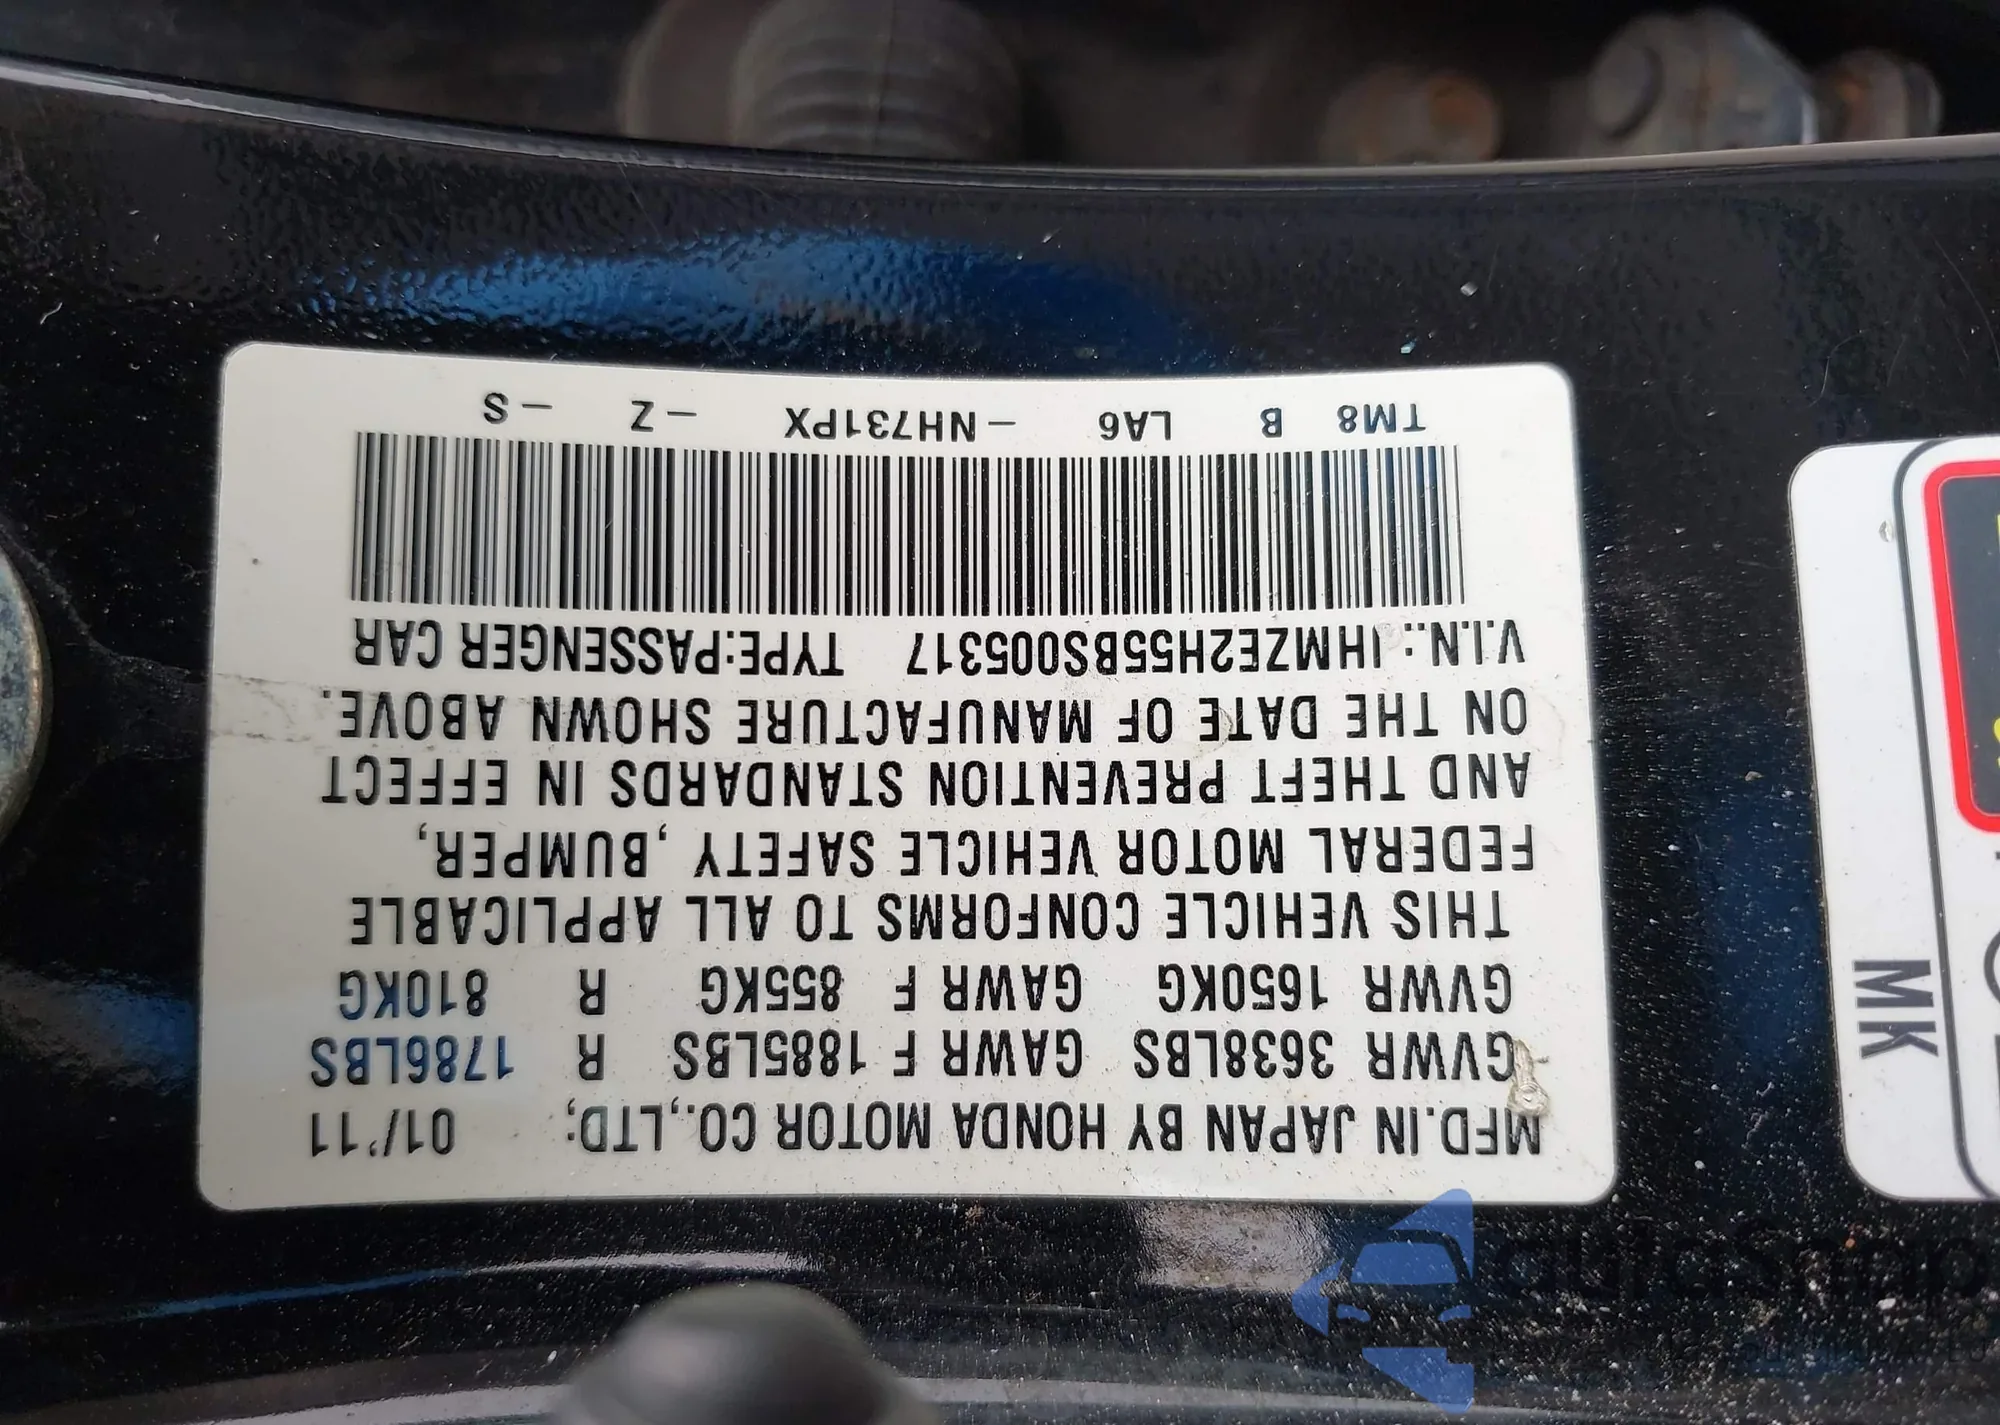 MFD.IN JAPAN BY HONDA MOTOR CO.,LTD; 01/'11
GVWR 3638LBS GAWR F 1885LBS R 1786LBS
GVWR 1650KG GAWR F 855KG R 810KG
THIS VEHICLE CONFORMS TO ALL APPLICABLE
FEDERAL MOTOR VEHICLE SAFETY ,BUMPER,
AND THEFT PREVENTION STANDARDS IN EFFECT
ON THE DATE OF MANUFACTURE SHOWN ABOVE.
V.I.N.: JHMZE2H55BS005317 TYPE:PASSENGER CAR
TM8 B LA6 -NH731PX -Z -S
MK